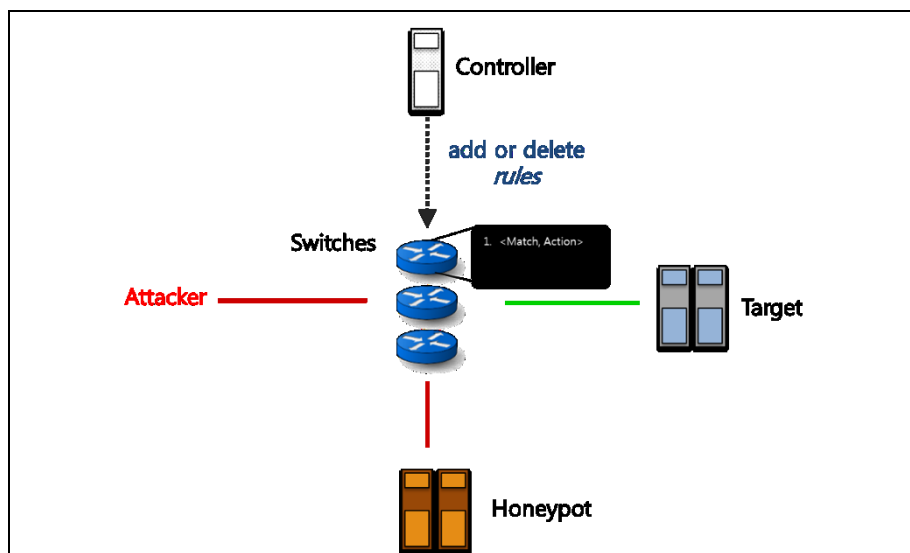 Controller
add or delete
rules
Switches
1. <Match, Action>
Attacker
Target
Honeypot